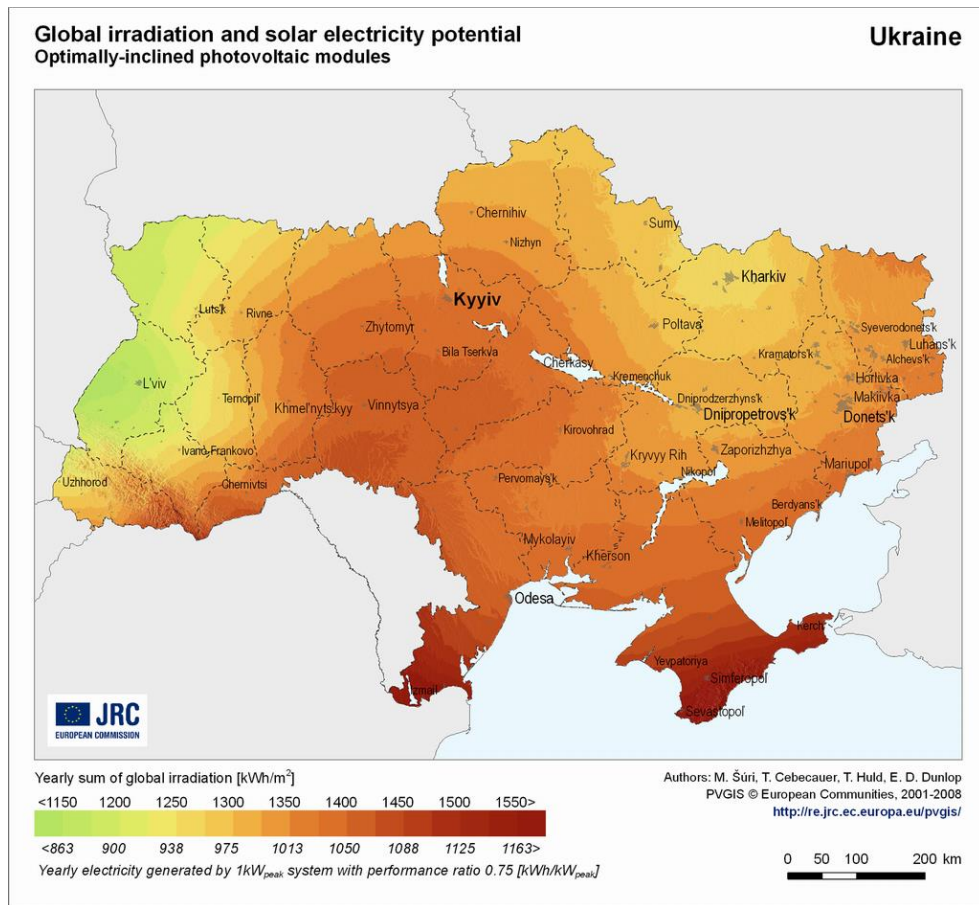 Global irradiation and solar electricity potential
Optimally-inclined photovoltaic modules
Ukraine
Chernihiv
Sumy
Nizhyn
Kharkiv
Kyyiv
Luts'k
Rivne
Zhytomyr
Poltava
Syeverodonets'k
Luhans'k
Bila Tserkva
Cherkasy
Kramators'k
Alchevs'k
L'viv
Kremenchuk
Horlivka
Ternopil'
Dniprodzerzhyns'k
Makiivka
Khmel'nyts'kyy
Vinnytsya
Dnipropetrovs'k
Donets'k
Kirovohrad
Ivano-Frankovo
Kryvyy Rih
Zaporizhzhya
Mariupol'
Uzhhorod
Chernivtsi
Nikopol'
Pervomays'k
Berdyans'k
Melitopol'
Mykolayiv
Kherson
Odesa
Kerch
Yevpatoriya
Simferopol'
Izmail
Sevastopol'
JRC
EUROPEAN COMMISSION
Yearly sum of global irradiation [kWh/m²]
<1150 1200 1250 1300 1350 1400 1450 1500 1550>
<863 900 938 975 1013 1050 1088 1125 1163>
Yearly electricity generated by 1kWpeak system with performance ratio 0.75 [kWh/kWpeak]
Authors: M. Šúri, T. Cebecauer, T. Huld, E. D. Dunlop
PVGIS © European Communities, 2001-2008
http://re.jrc.ec.europa.eu/pvgis/
0 50 100 200 km